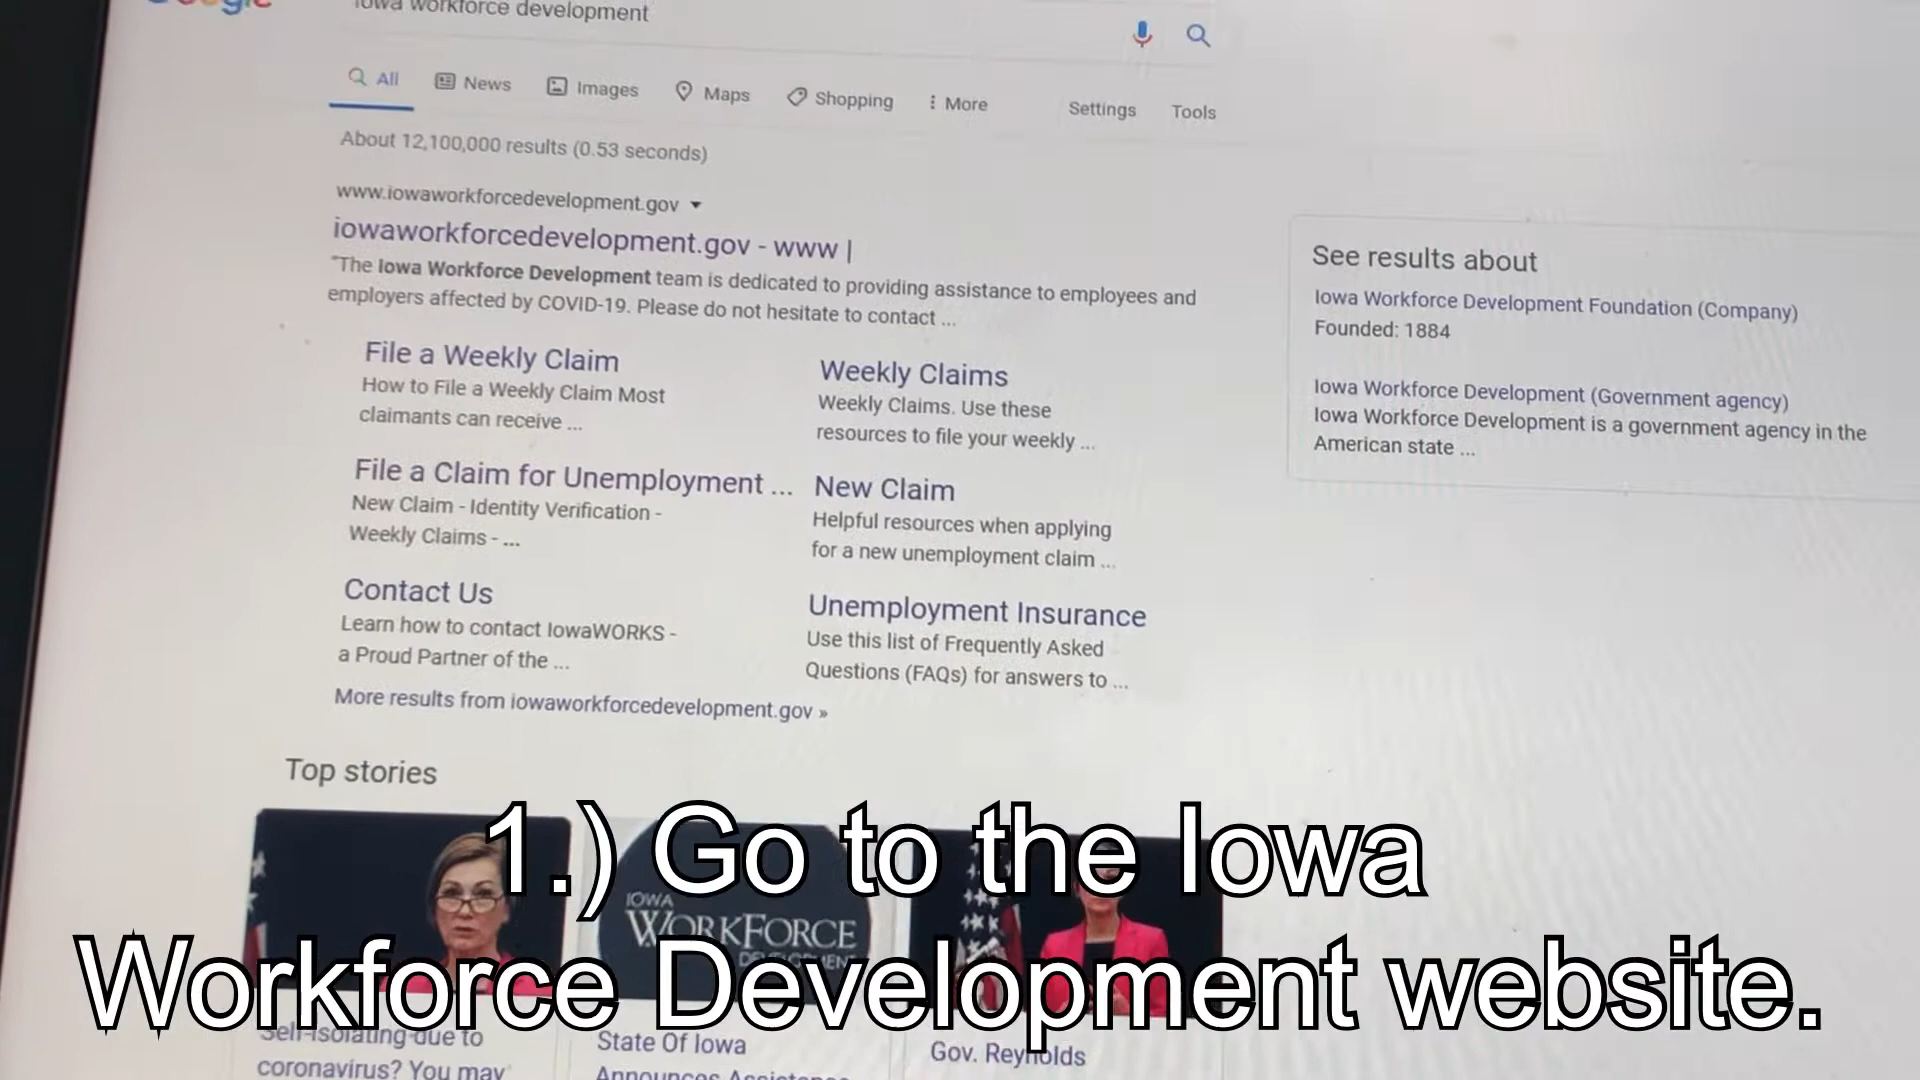 Google
iowa workforce development
All News Images Maps Shopping More Settings Tools
About 12,100,000 results (0.53 seconds)
www.iowaworkforcedevelopment.gov
iowaworkforcedevelopment.gov - www |
"The Iowa Workforce Development team is dedicated to providing assistance to employees and
employers affected by COVID-19. Please do not hesitate to contact ...
File a Weekly Claim
How to File a Weekly Claim Most
claimants can receive ...
Weekly Claims
Weekly Claims. Use these
resources to file your weekly ...
File a Claim for Unemployment ...
New Claim - Identity Verification -
Weekly Claims - ...
New Claim
Helpful resources when applying
for a new unemployment claim ...
Contact Us
Learn how to contact IowaWORKS -
a Proud Partner of the ...
Unemployment Insurance
Use this list of Frequently Asked
Questions (FAQs) for answers to ...
More results from iowaworkforcedevelopment.gov »
See results about
Iowa Workforce Development Foundation (Company)
Founded: 1884
Iowa Workforce Development (Government agency)
Iowa Workforce Development is a government agency in the
American state ...
Top stories
IOWA
WORKFORCE
DEVELOPMENT
1.) Go to the Iowa
Workforce Development website.
Self-isolating due to
coronavirus? You may
State Of Iowa
Announces Assistance
Gov. Reynolds